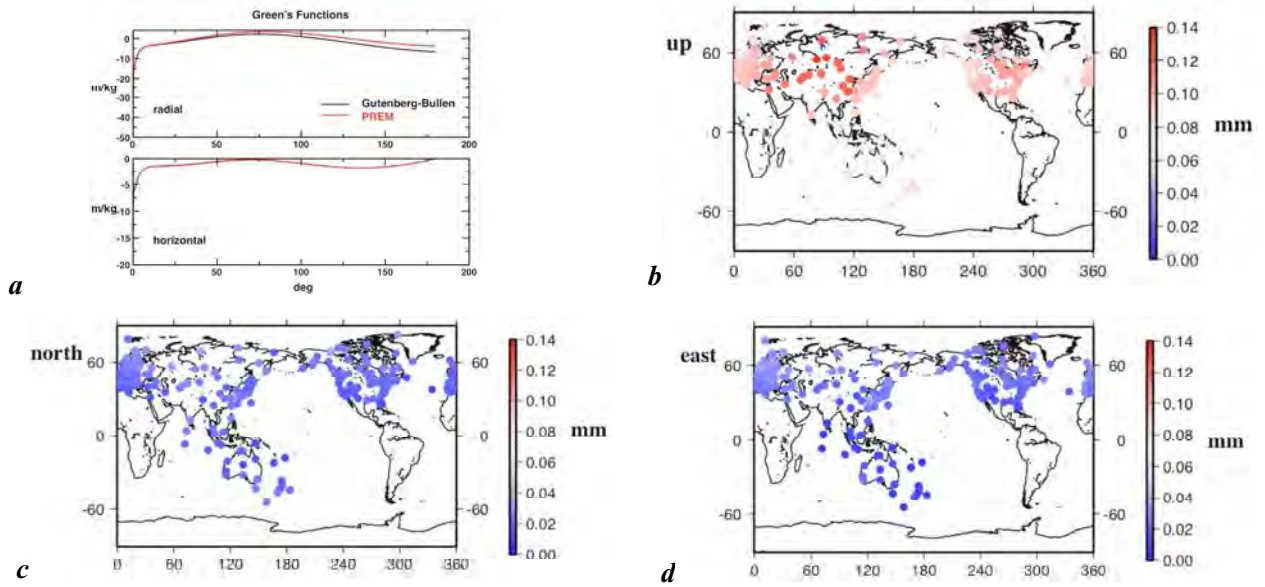 Green's Functions
0
-10
m/kg
-20
-30
radial
Gutenberg-Bullen
-40
PREM
-50
0 50 100 150 200
0
-5
m/kg
-10
-15
horizontal
-20
0 50 100 150 200
deg
a
up
60
0
-60
60
0
-60
0 60 120 180 240 300 360
0.14
0.12
0.10
0.08
0.06
0.04
0.02
0.00
mm
b
north
60
0
-60
60
0
-60
0 60 120 180 240 300 360
0.14
0.12
0.10
0.08
0.06
0.04
0.02
0.00
mm
c
east
60
0
-60
60
0
-60
0 60 120 180 240 300 360
0.14
0.12
0.10
0.08
0.06
0.04
0.02
0.00
mm
d